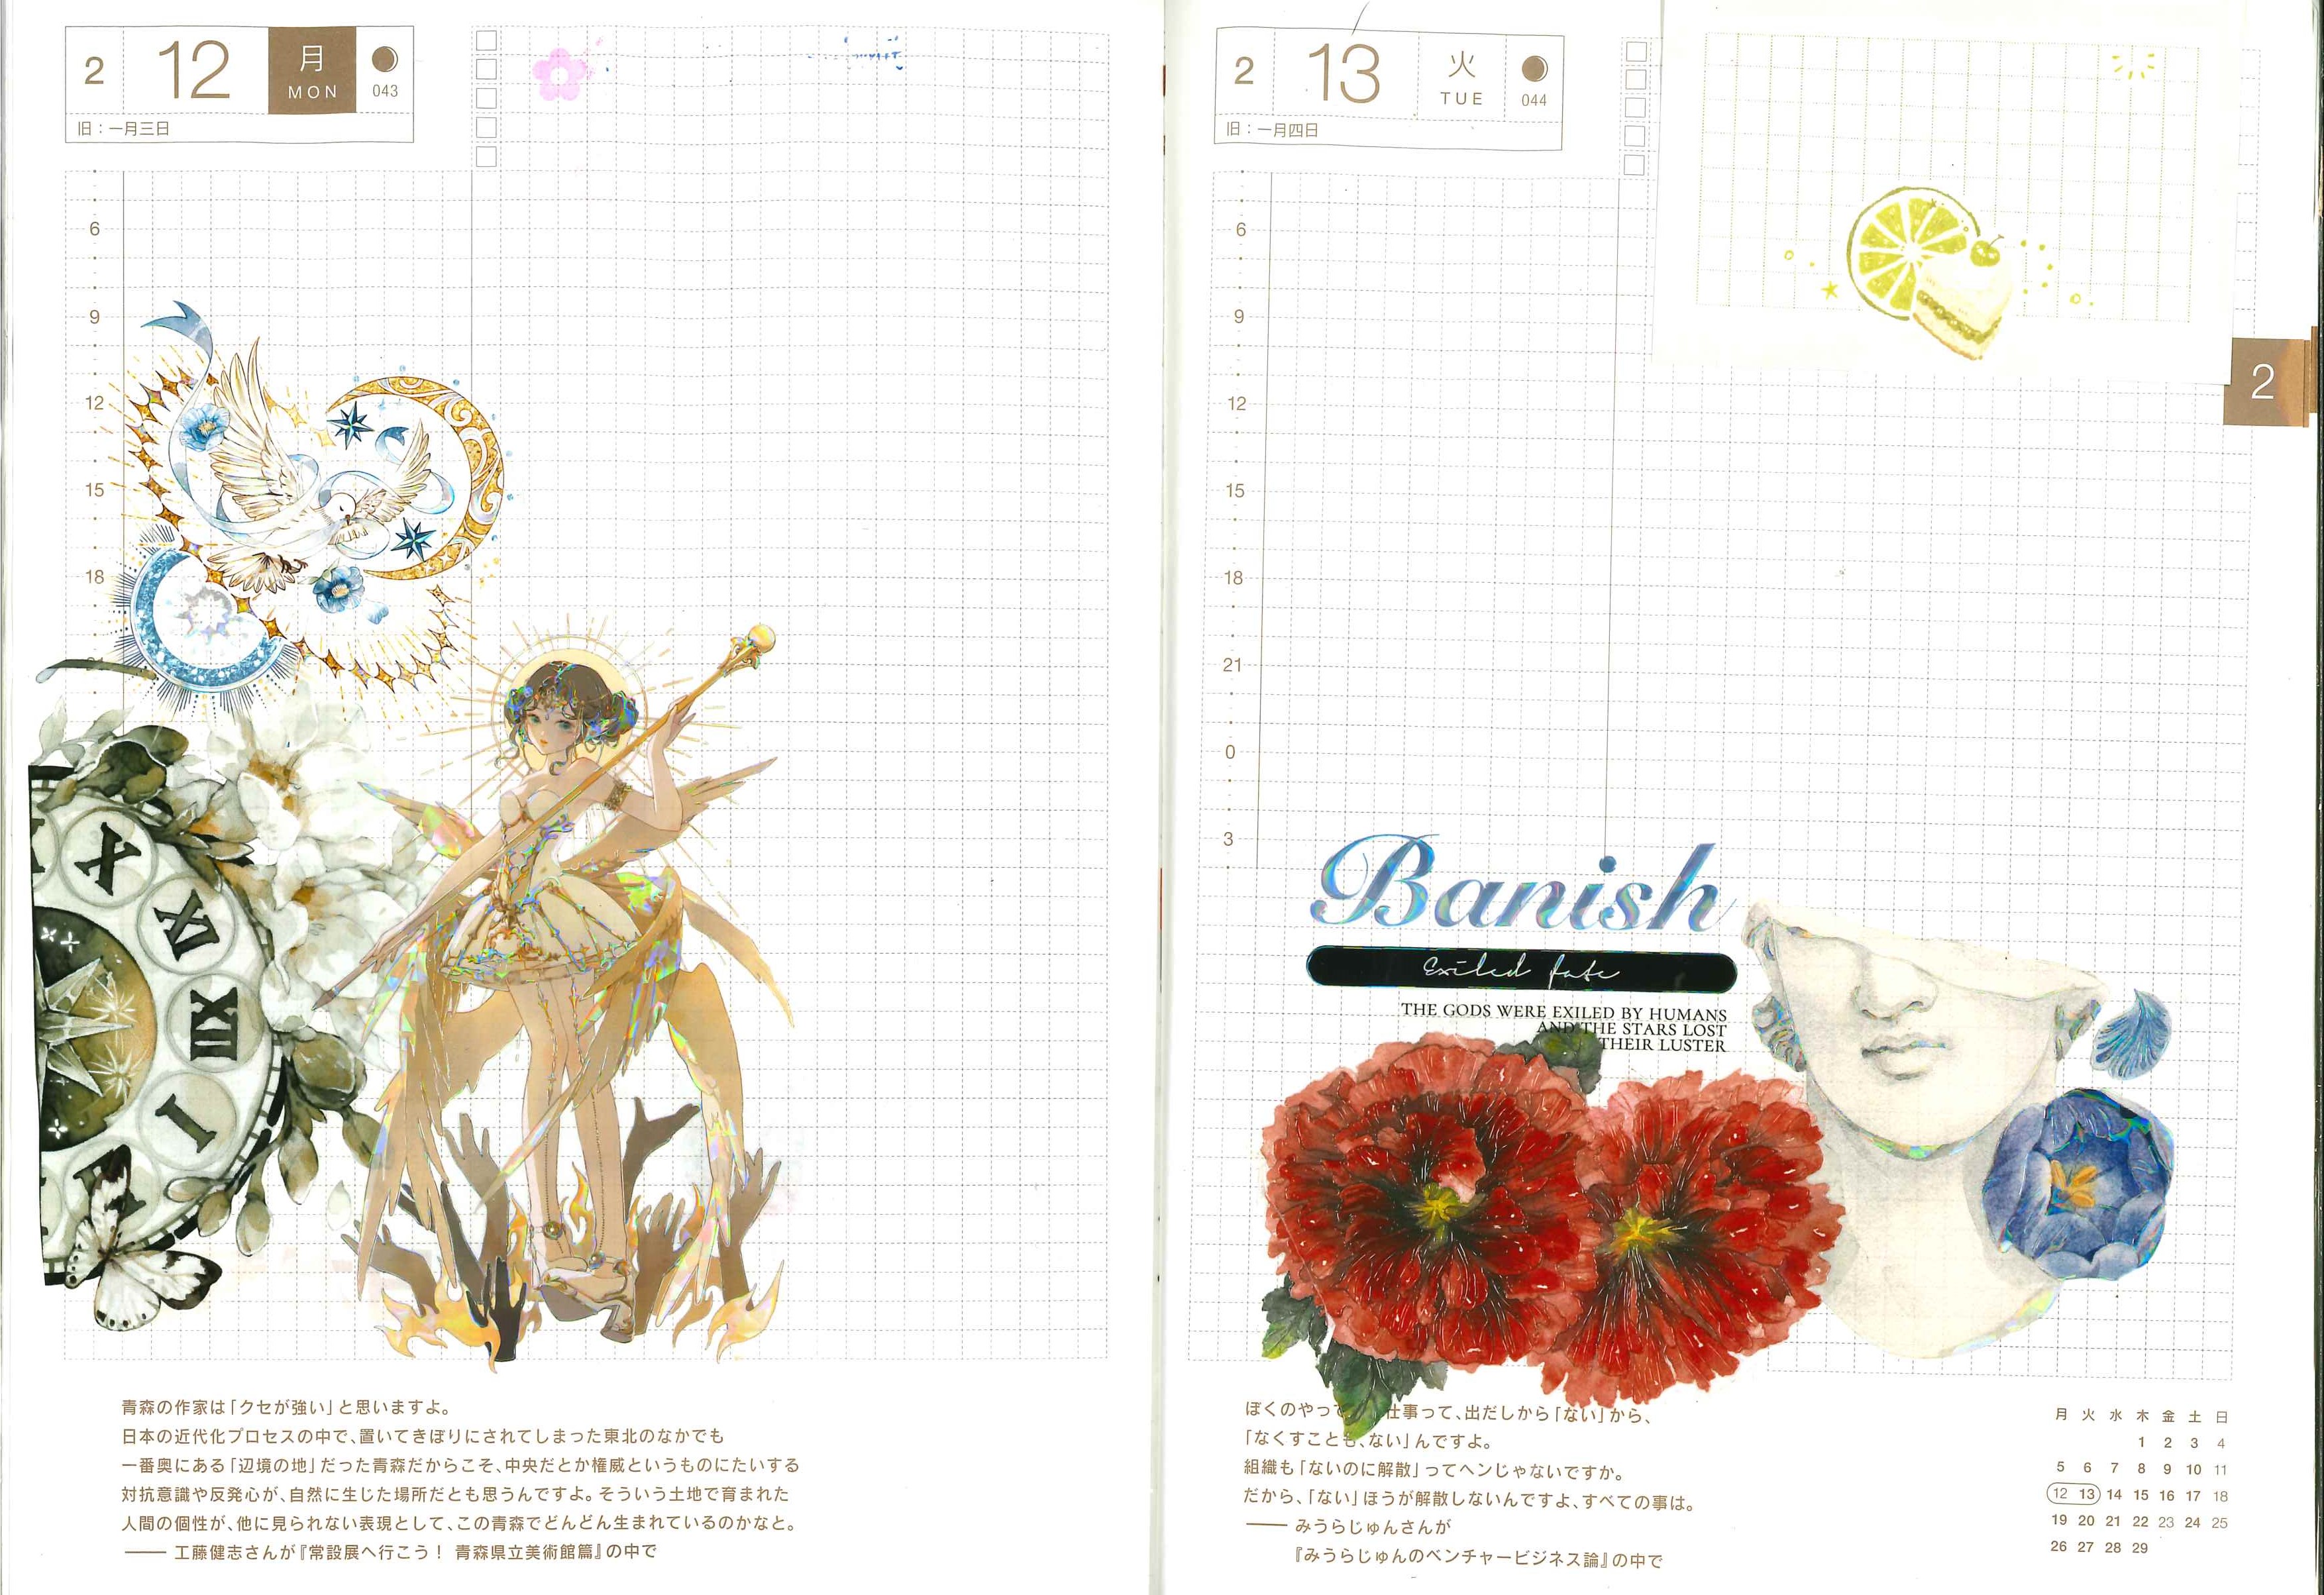 2 12 月 MON 043
旧：一月三日
6
9
12
15
18
X
IX
I
青森の作家は「クセが強い」と思いますよ。
日本の近代化プロセスの中で、置いてきぼりにされてしまった東北のなかでも
一番奥にある「辺境の地」だった青森だからこそ、中央だとか権威というものにたいする
対抗意識や反発心が、自然に生じた場所だとも思うんですよ。そういう土地で育まれた
人間の個性が、他に見られない表現として、この青森でどんどん生まれているのかなと。
—— 工藤健志さんが『常設展へ行こう！ 青森県立美術館篇』の中で
2 13 火 TUE 044
旧：一月四日
2
6
9
12
15
18
21
0
3
Banish
Exiled fate
THE GODS WERE EXILED BY HUMANS
AND THE STARS LOST
THEIR LUSTER
ぼくのやって 仕事って、出だしから「ない」から、
「なくすことも、ない」んですよ。
組織も「ないのに解散」ってヘンじゃないですか。
だから、「ない」ほうが解散しないんですよ、すべての事は。
—— みうらじゅんさんが
『みうらじゅんのベンチャービジネス論』の中で
月 火 水 木 金 土 日
1 2 3 4
5 6 7 8 9 10 11
12 13 14 15 16 17 18
19 20 21 22 23 24 25
26 27 28 29